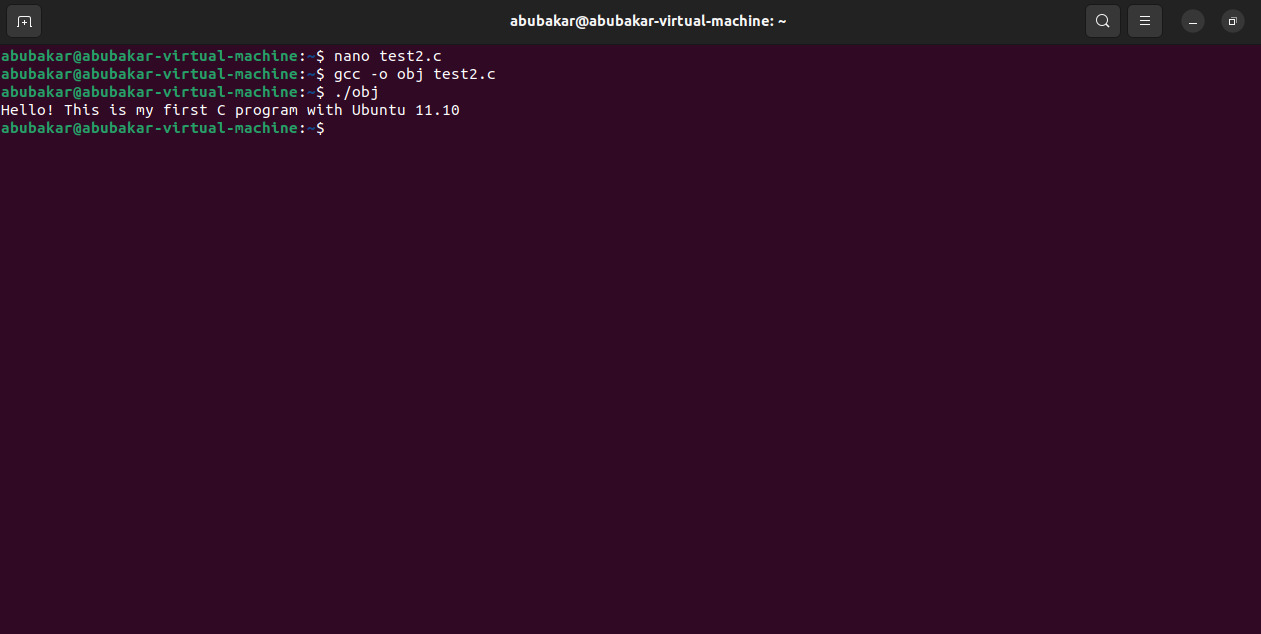 abubakar@abubakar-virtual-machine: ~
abubakar@abubakar-virtual-machine:~$ nano test2.c
abubakar@abubakar-virtual-machine:~$ gcc -o obj test2.c
abubakar@abubakar-virtual-machine:~$ ./obj
Hello! This is my first C program with Ubuntu 11.10
abubakar@abubakar-virtual-machine:~$